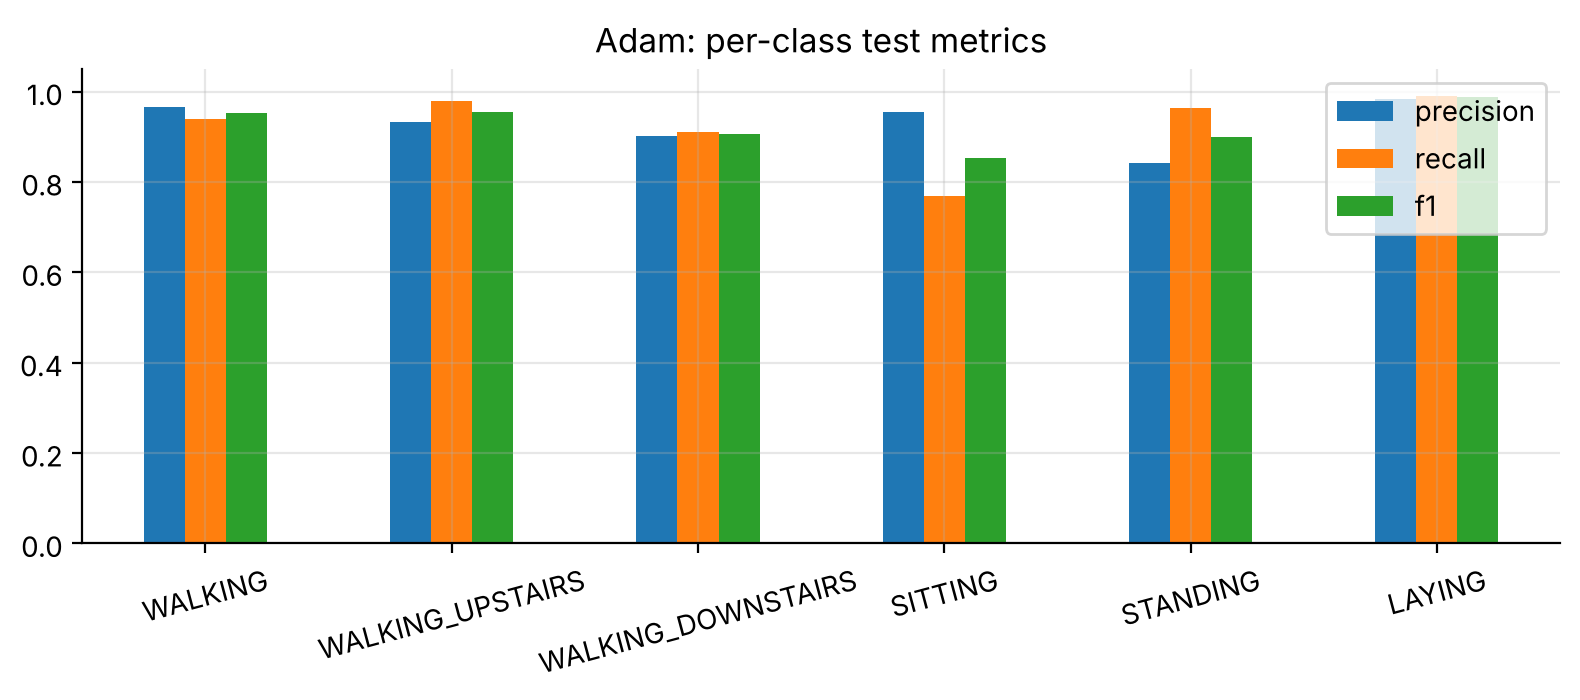 Adam: per-class test metrics
1.0
0.8
0.6
0.4
0.2
0.0
precision
recall
f1
WALKING
WALKING_UPSTAIRS
WALKING_DOWNSTAIRS
SITTING
STANDING
LAYING